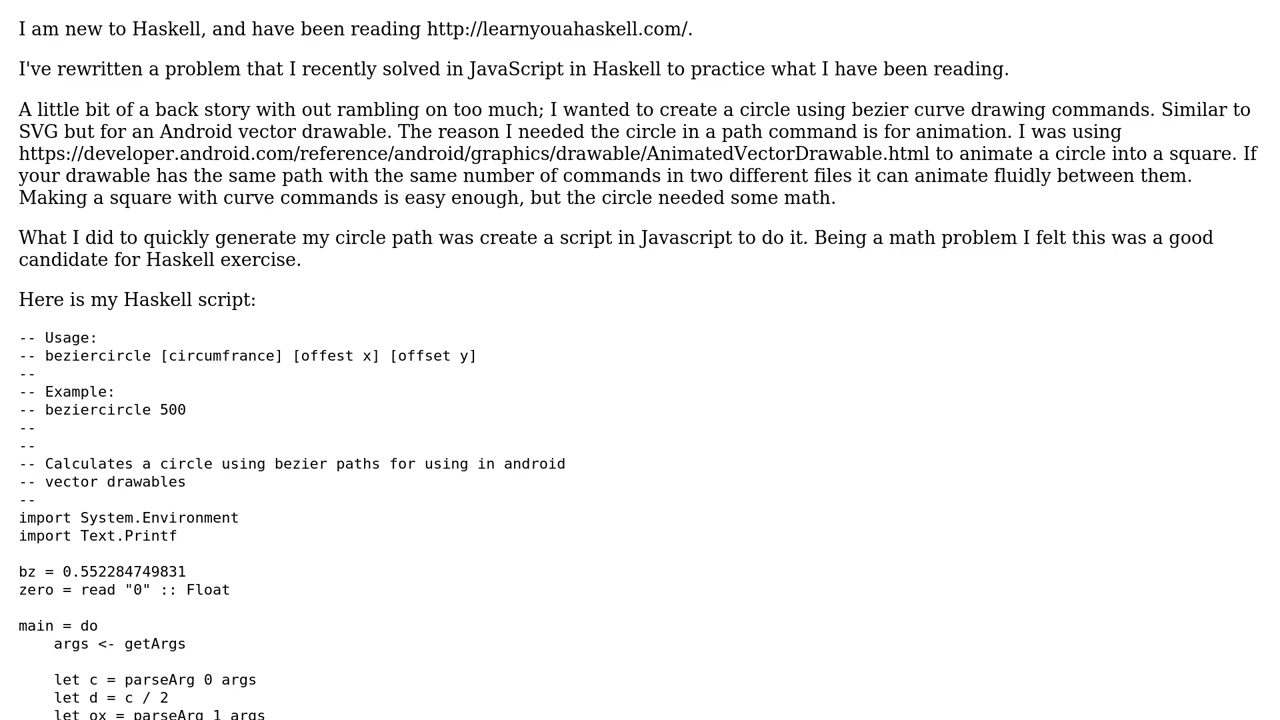 I am new to Haskell, and have been reading http://learnyouahaskell.com/.
I've rewritten a problem that I recently solved in JavaScript in Haskell to practice what I have been reading.
A little bit of a back story with out rambling on too much; I wanted to create a circle using bezier curve drawing commands. Similar to
SVG but for an Android vector drawable. The reason I needed the circle in a path command is for animation. I was using
https://developer.android.com/reference/android/graphics/drawable/AnimatedVectorDrawable.html to animate a circle into a square. If
your drawable has the same path with the same number of commands in two different files it can animate fluidly between them.
Making a square with curve commands is easy enough, but the circle needed some math.
What I did to quickly generate my circle path was create a script in Javascript to do it. Being a math problem I felt this was a good
candidate for Haskell exercise.
Here is my Haskell script:
-- Usage:
-- beziercircle [circumfrance] [offest x] [offset y]
--
-- Example:
-- beziercircle 500
--
--
-- Calculates a circle using bezier paths for using in android
-- vector drawables
--
import System.Environment
import Text.Printf
bz = 0.552284749831
zero = read "0" :: Float
main = do
    args <- getArgs
    let c = parseArg 0 args
    let d = c / 2
    let ox = parseArg 1 args